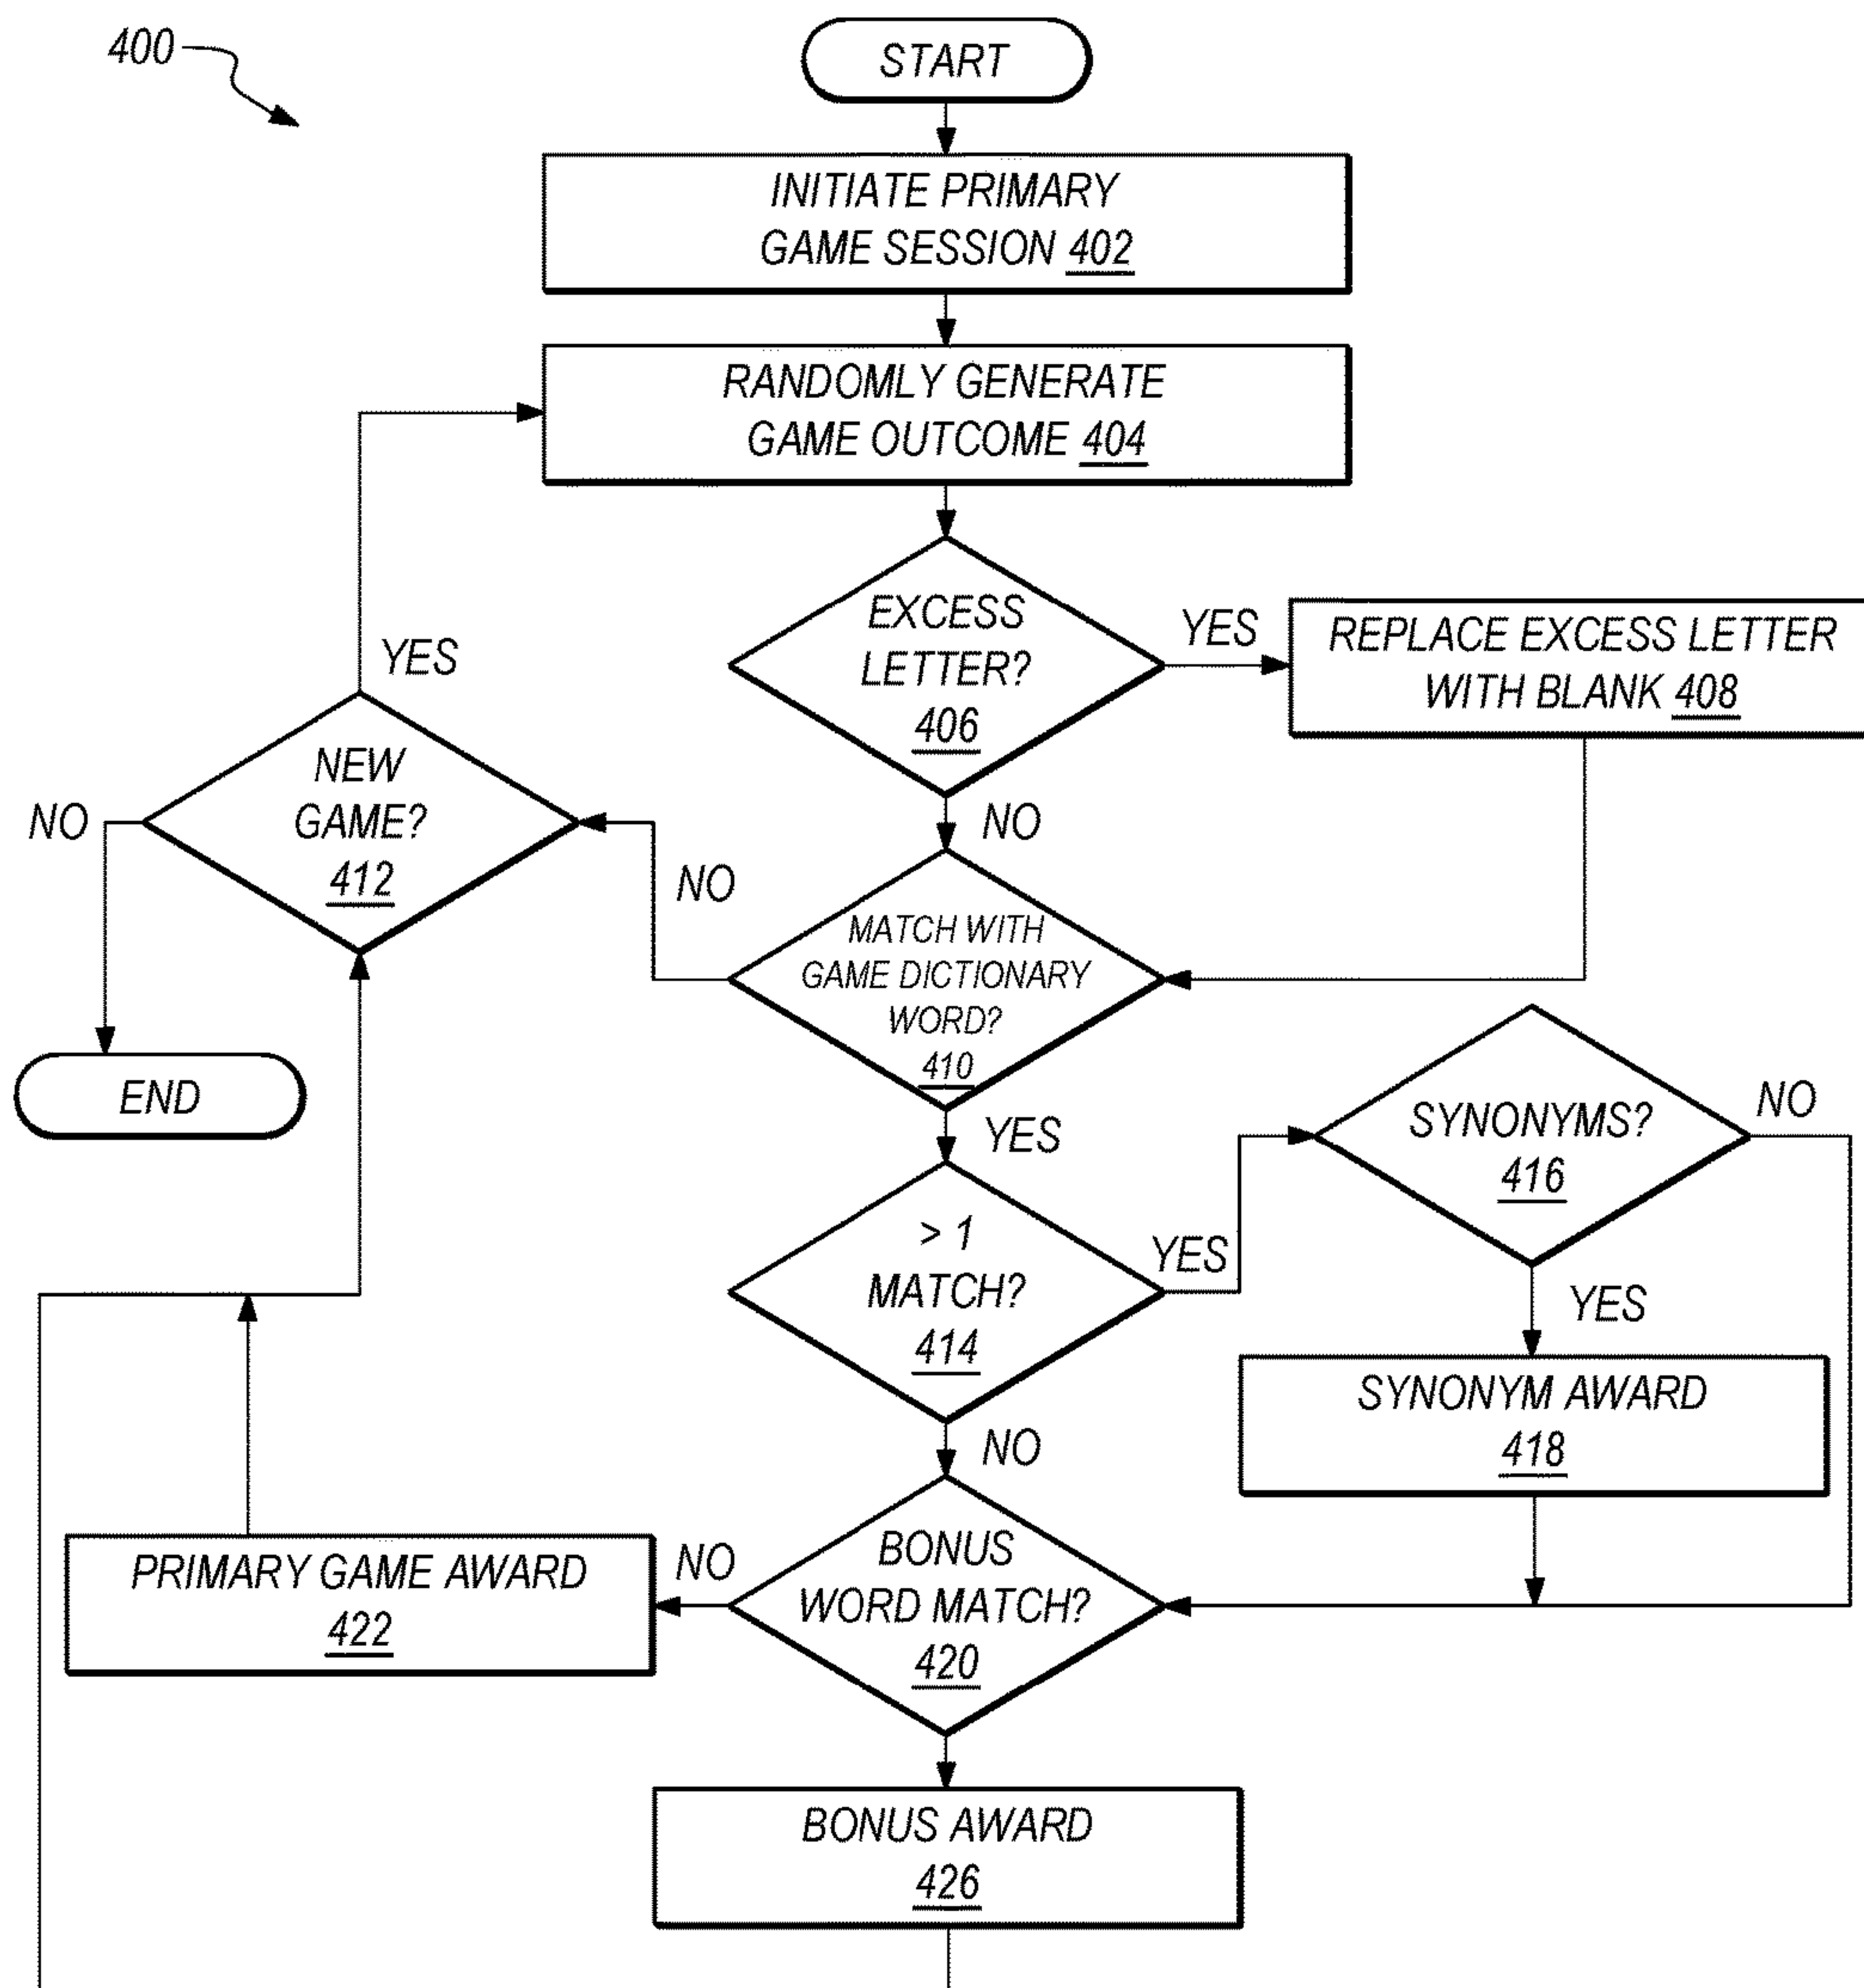 400
START
INITIATE PRIMARY
GAME SESSION 402
RANDOMLY GENERATE
GAME OUTCOME 404
EXCESS
LETTER?
406
YES
REPLACE EXCESS LETTER
WITH BLANK 408
YES
NEW
GAME?
412
NO
NO
NO
MATCH WITH
GAME DICTIONARY
WORD?
410
END
YES
SYNONYMS?
416
NO
> 1
MATCH?
414
YES
YES
SYNONYM AWARD
418
NO
BONUS
WORD MATCH?
420
NO
PRIMARY GAME AWARD
422
BONUS AWARD
426